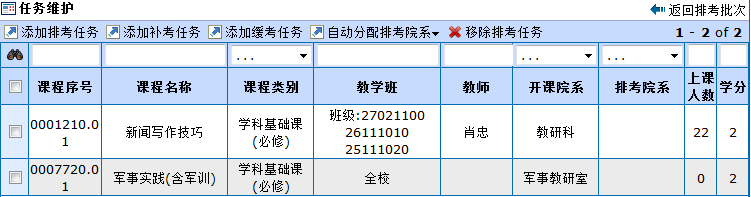 任务维护 返回排考批次
添加排考任务 添加补考任务 添加缓考任务 自动分配排考院系 移除排考任务 1 - 2 of 2
... ... ...
课程序号 课程名称 课程类别 教学班 教师 开课院系 排考院系 上课人数 学分
0001210.01 新闻写作技巧 学科基础课(必修) 班级:27021100 26111010 25111020 肖忠 教研科 22 2
0007720.01 军事实践(含军训) 学科基础课(必修) 全校 军事教研室 0 2